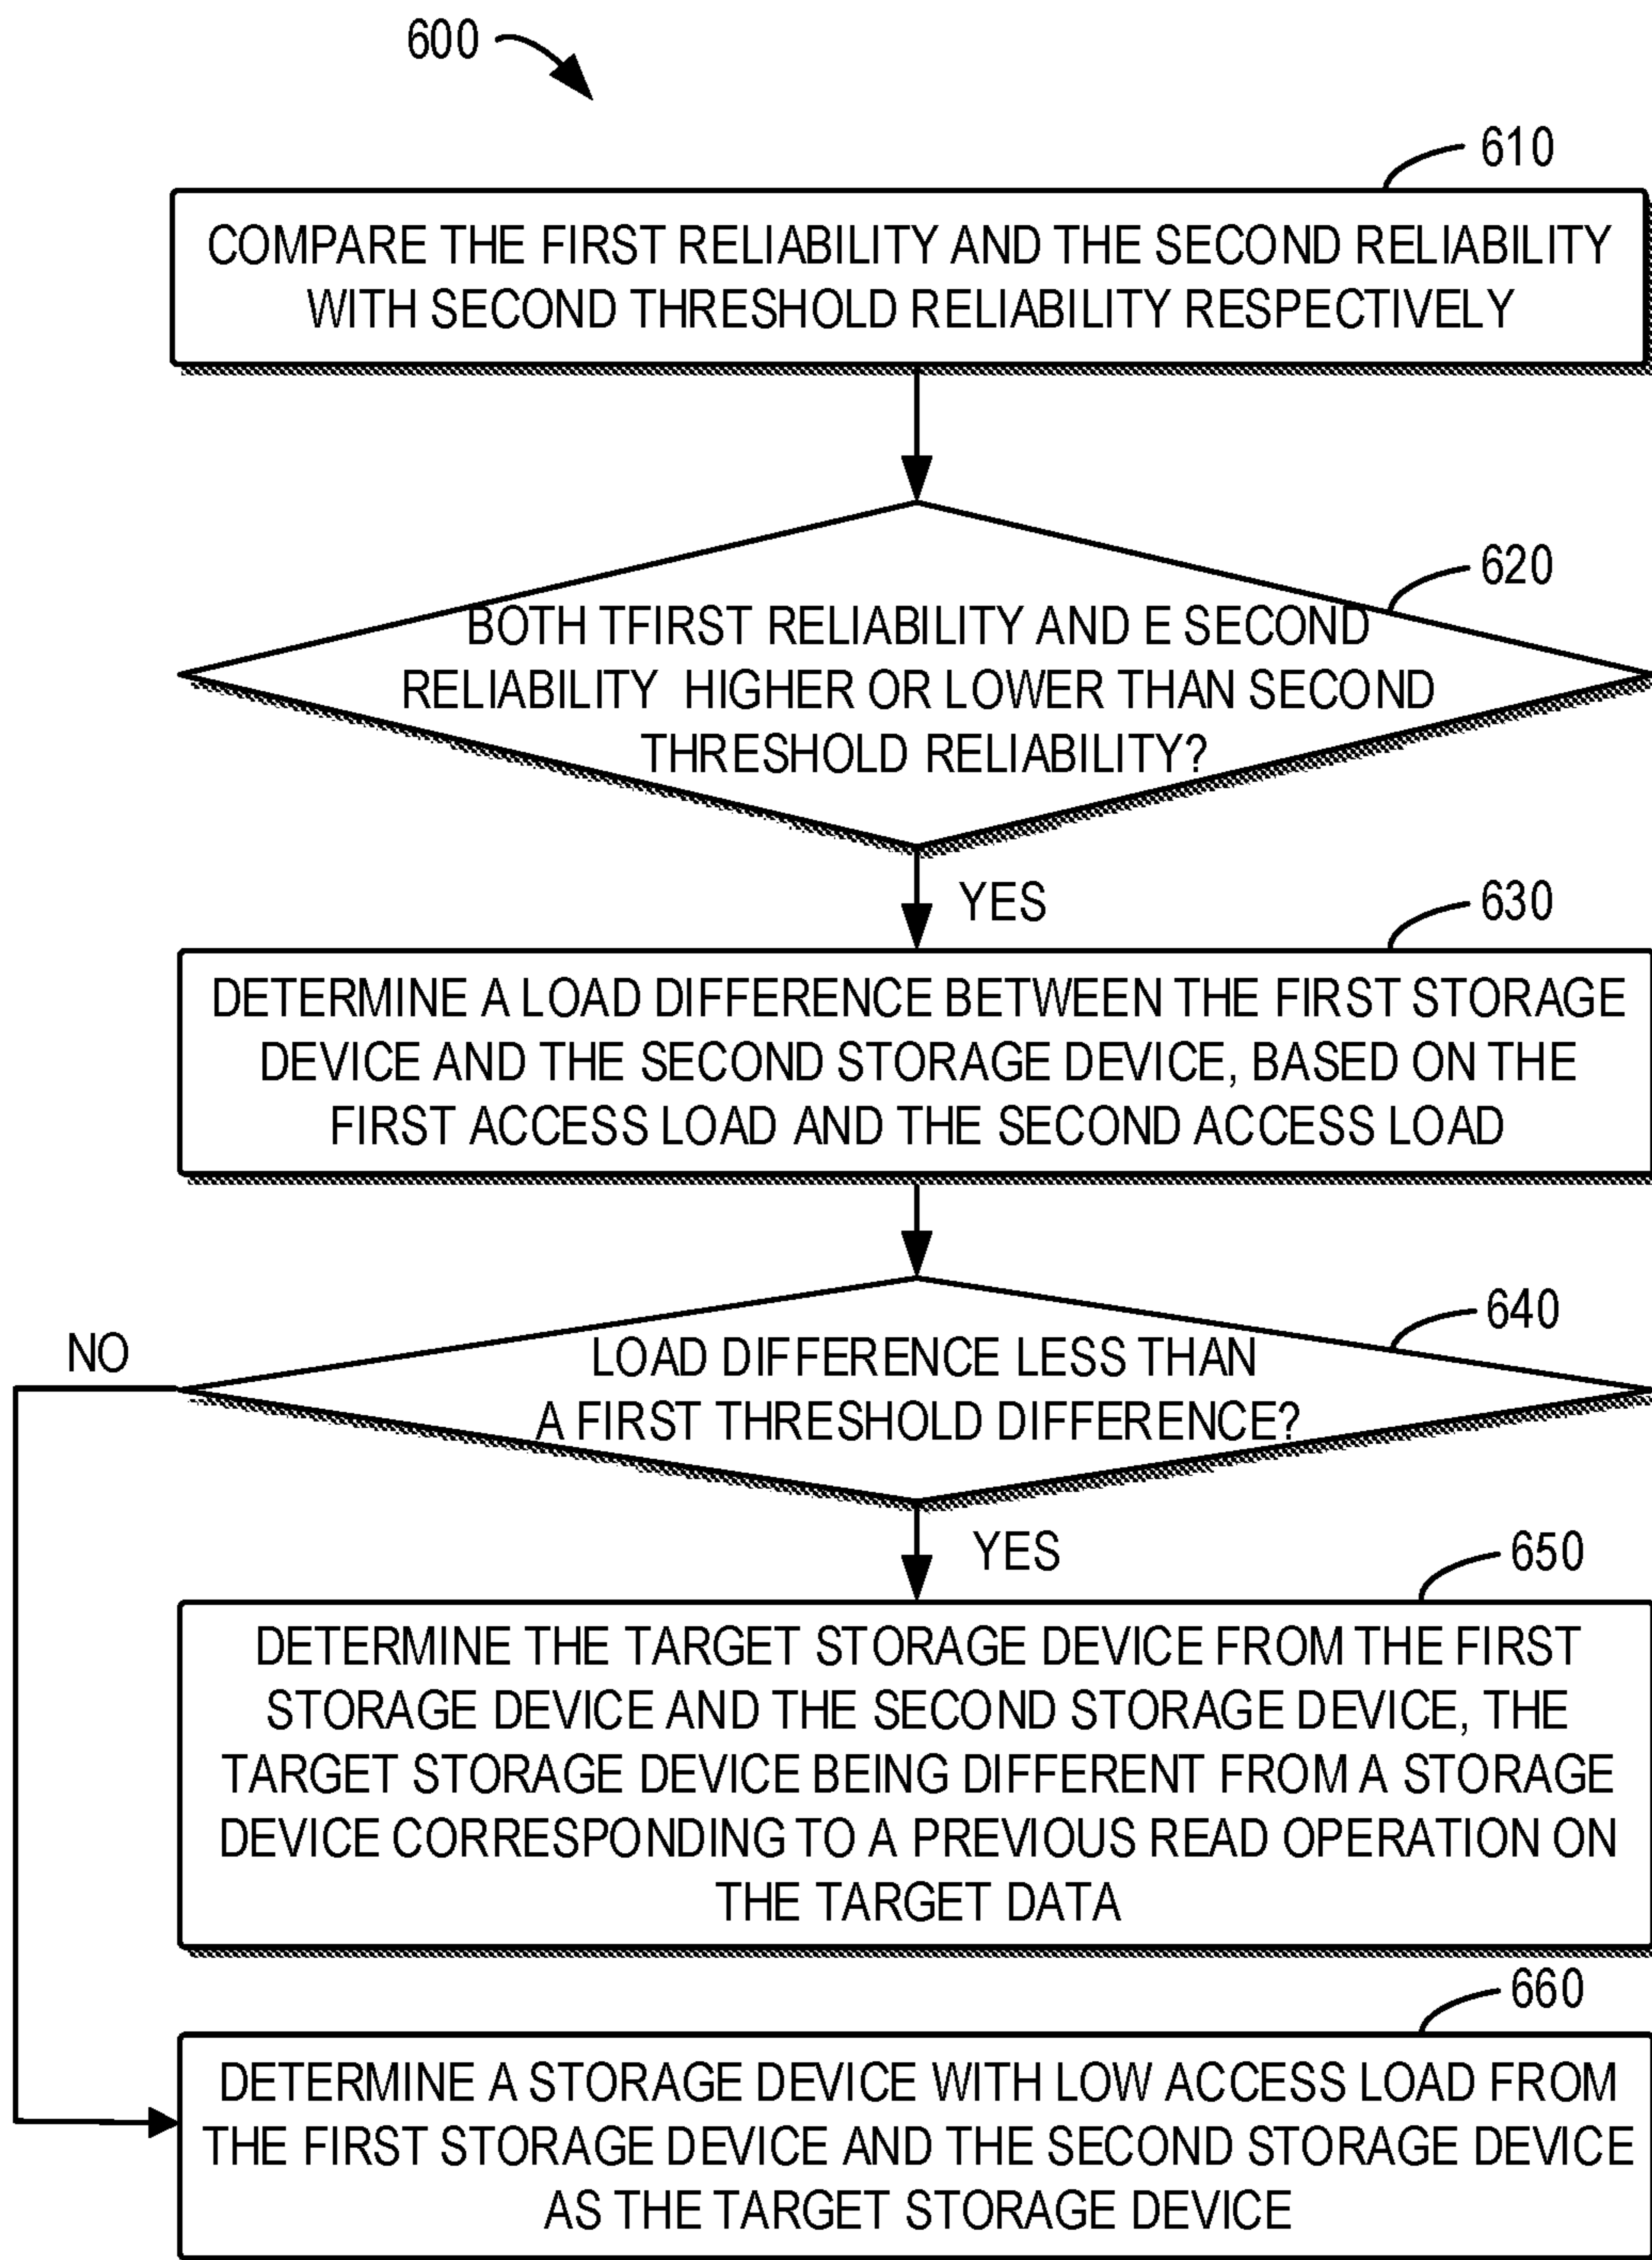 600
610
COMPARE THE FIRST RELIABILITY AND THE SECOND RELIABILITY
WITH SECOND THRESHOLD RELIABILITY RESPECTIVELY
620
BOTH TFIRST RELIABILITY AND E SECOND
RELIABILITY HIGHER OR LOWER THAN SECOND
THRESHOLD RELIABILITY?
YES
630
DETERMINE A LOAD DIFFERENCE BETWEEN THE FIRST STORAGE
DEVICE AND THE SECOND STORAGE DEVICE, BASED ON THE
FIRST ACCESS LOAD AND THE SECOND ACCESS LOAD
640
NO
LOAD DIFFERENCE LESS THAN
A FIRST THRESHOLD DIFFERENCE?
YES
650
DETERMINE THE TARGET STORAGE DEVICE FROM THE FIRST
STORAGE DEVICE AND THE SECOND STORAGE DEVICE, THE
TARGET STORAGE DEVICE BEING DIFFERENT FROM A STORAGE
DEVICE CORRESPONDING TO A PREVIOUS READ OPERATION ON
THE TARGET DATA
660
DETERMINE A STORAGE DEVICE WITH LOW ACCESS LOAD FROM
THE FIRST STORAGE DEVICE AND THE SECOND STORAGE DEVICE
AS THE TARGET STORAGE DEVICE